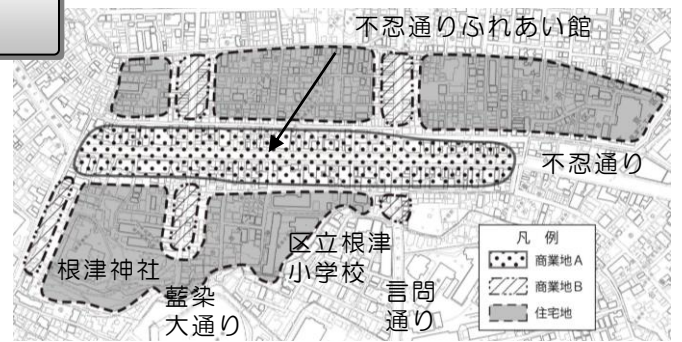 不忍通りふれあい館
不忍通り
根津神社
藍染
大通り
区立根津
小学校
言問
通り
凡　例
商業地A
商業地B
住宅地